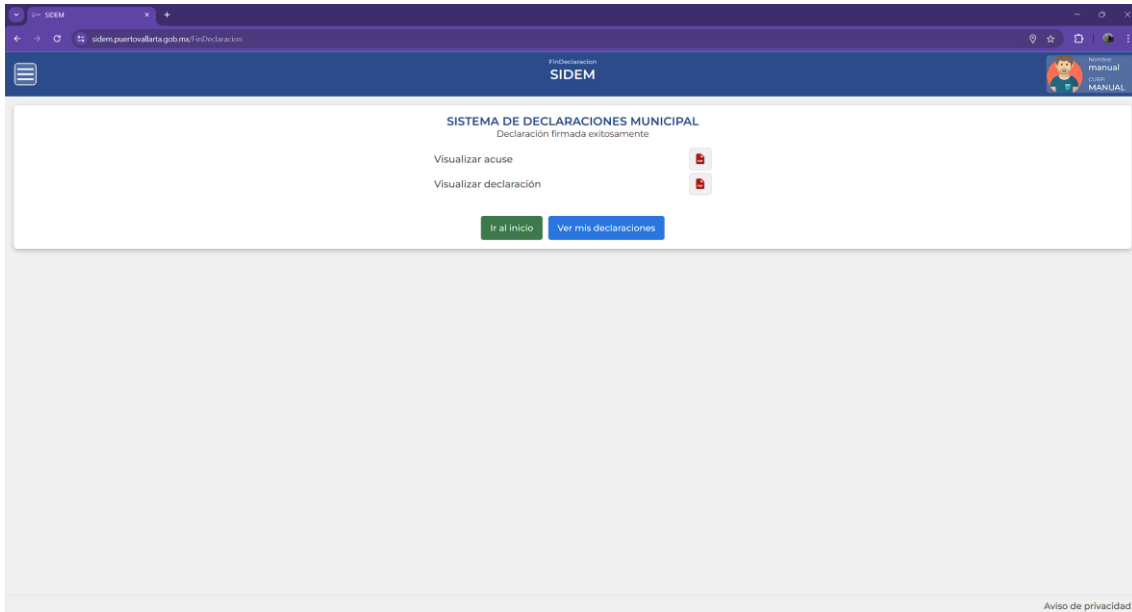 SIDEM
sidem.puertovallarta.gob.mx/FinDeclaracion
FinDeclaracion
SIDEM
Nombre:
manual
CURP:
MANUAL
SISTEMA DE DECLARACIONES MUNICIPAL
Declaración firmada exitosamente
Visualizar acuse
Visualizar declaración
Ir al inicio Ver mis declaraciones
Aviso de privacidad